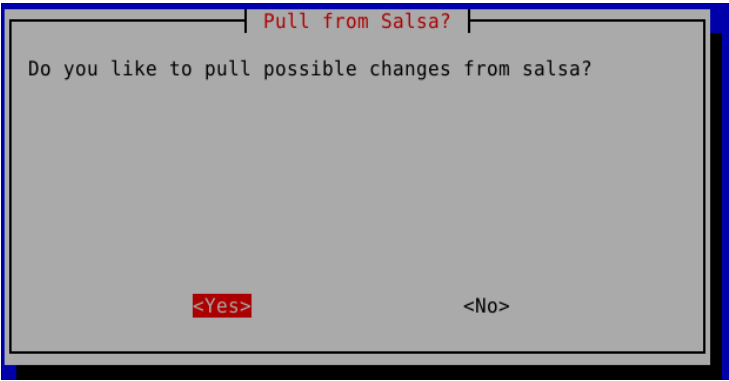 Pull from Salsa?
Do you like to pull possible changes from salsa?
<Yes> <No>